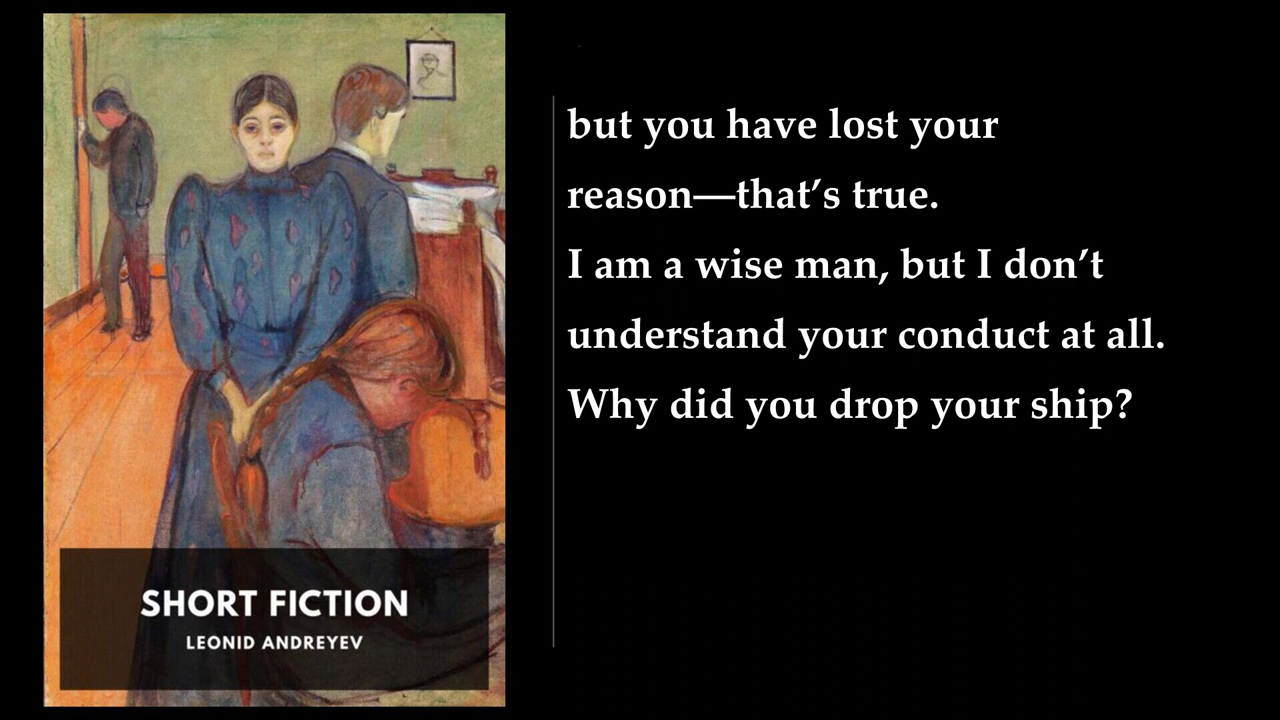 SHORT FICTION
LEONID ANDREYEV
but you have lost your
reason—that’s true.
I am a wise man, but I don’t
understand your conduct at all.
Why did you drop your ship?